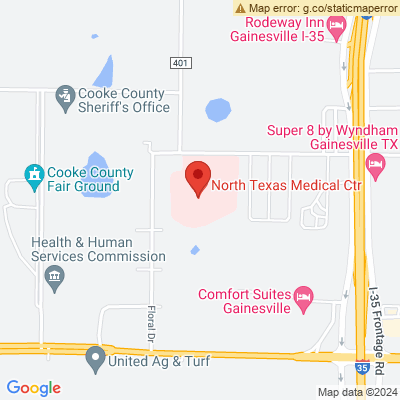 Map error: g.co/staticmaperror
Rodeway Inn
Gainesville I-35
35
401
Cooke County
Sheriff's Office
Super 8 by Wyndham
Gainesville TX
Cooke County
Fair Ground
North Texas Medical Ctr
Health & Human
Services Commission
Comfort Suites
Gainesville
Floral Dr
I-35 Frontage Rd
United Ag & Turf
35
Google
Map data ©2024